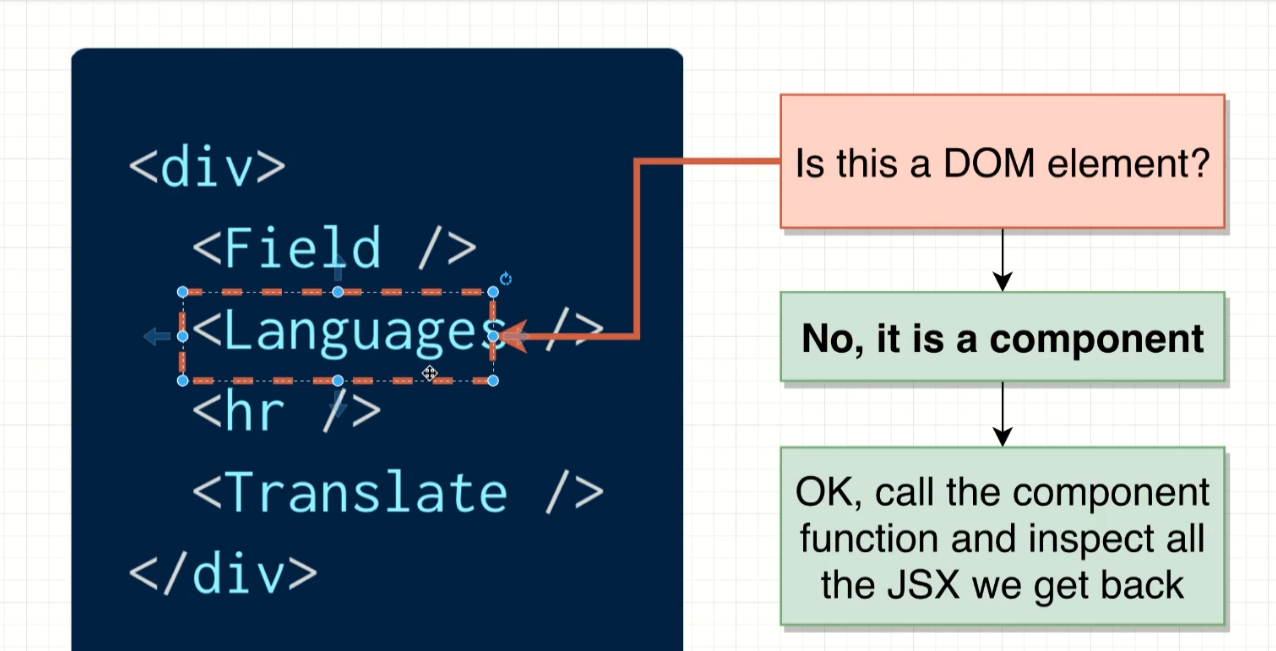 <div>
<Field />
<Languages />
<hr />
<Translate />
</div>
Is this a DOM element?
No, it is a component
OK, call the component
function and inspect all
the JSX we get back